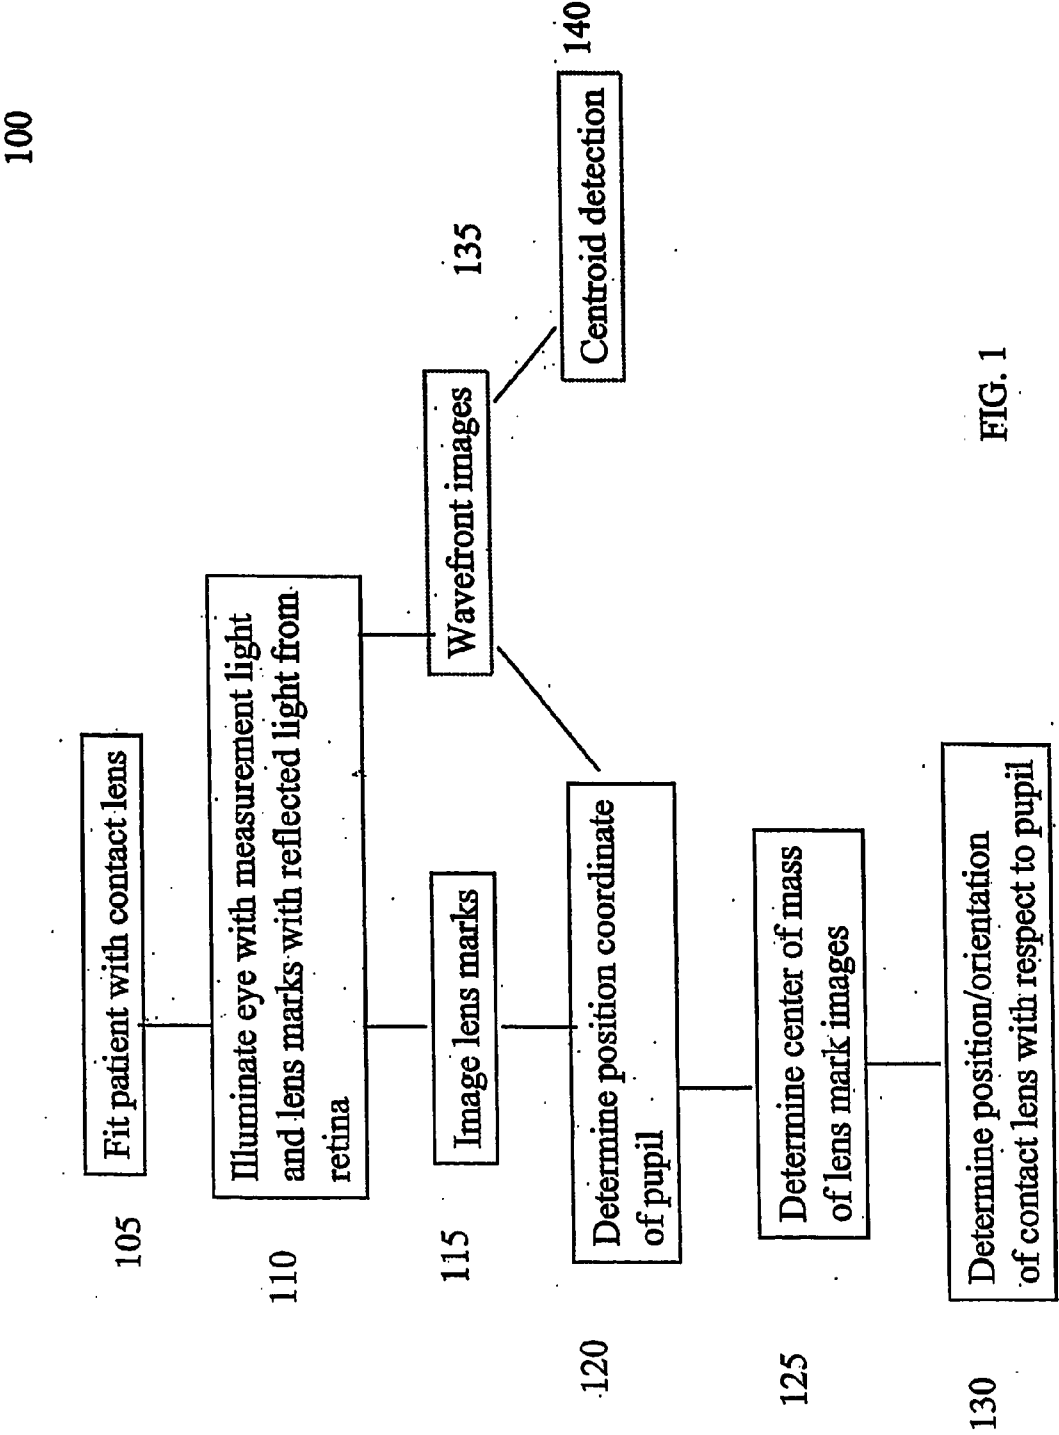 100
105
Fit patient with contact lens
110
Illuminate eye with measurement light
and lens marks with reflected light from
retina
115
Image lens marks
Wavefront images
135
120
Determine position coordinate
of pupil
Centroid detection
140
125
Determine center of mass
of lens mark images
130
Determine position/orientation
of contact lens with respect to pupil
FIG. 1